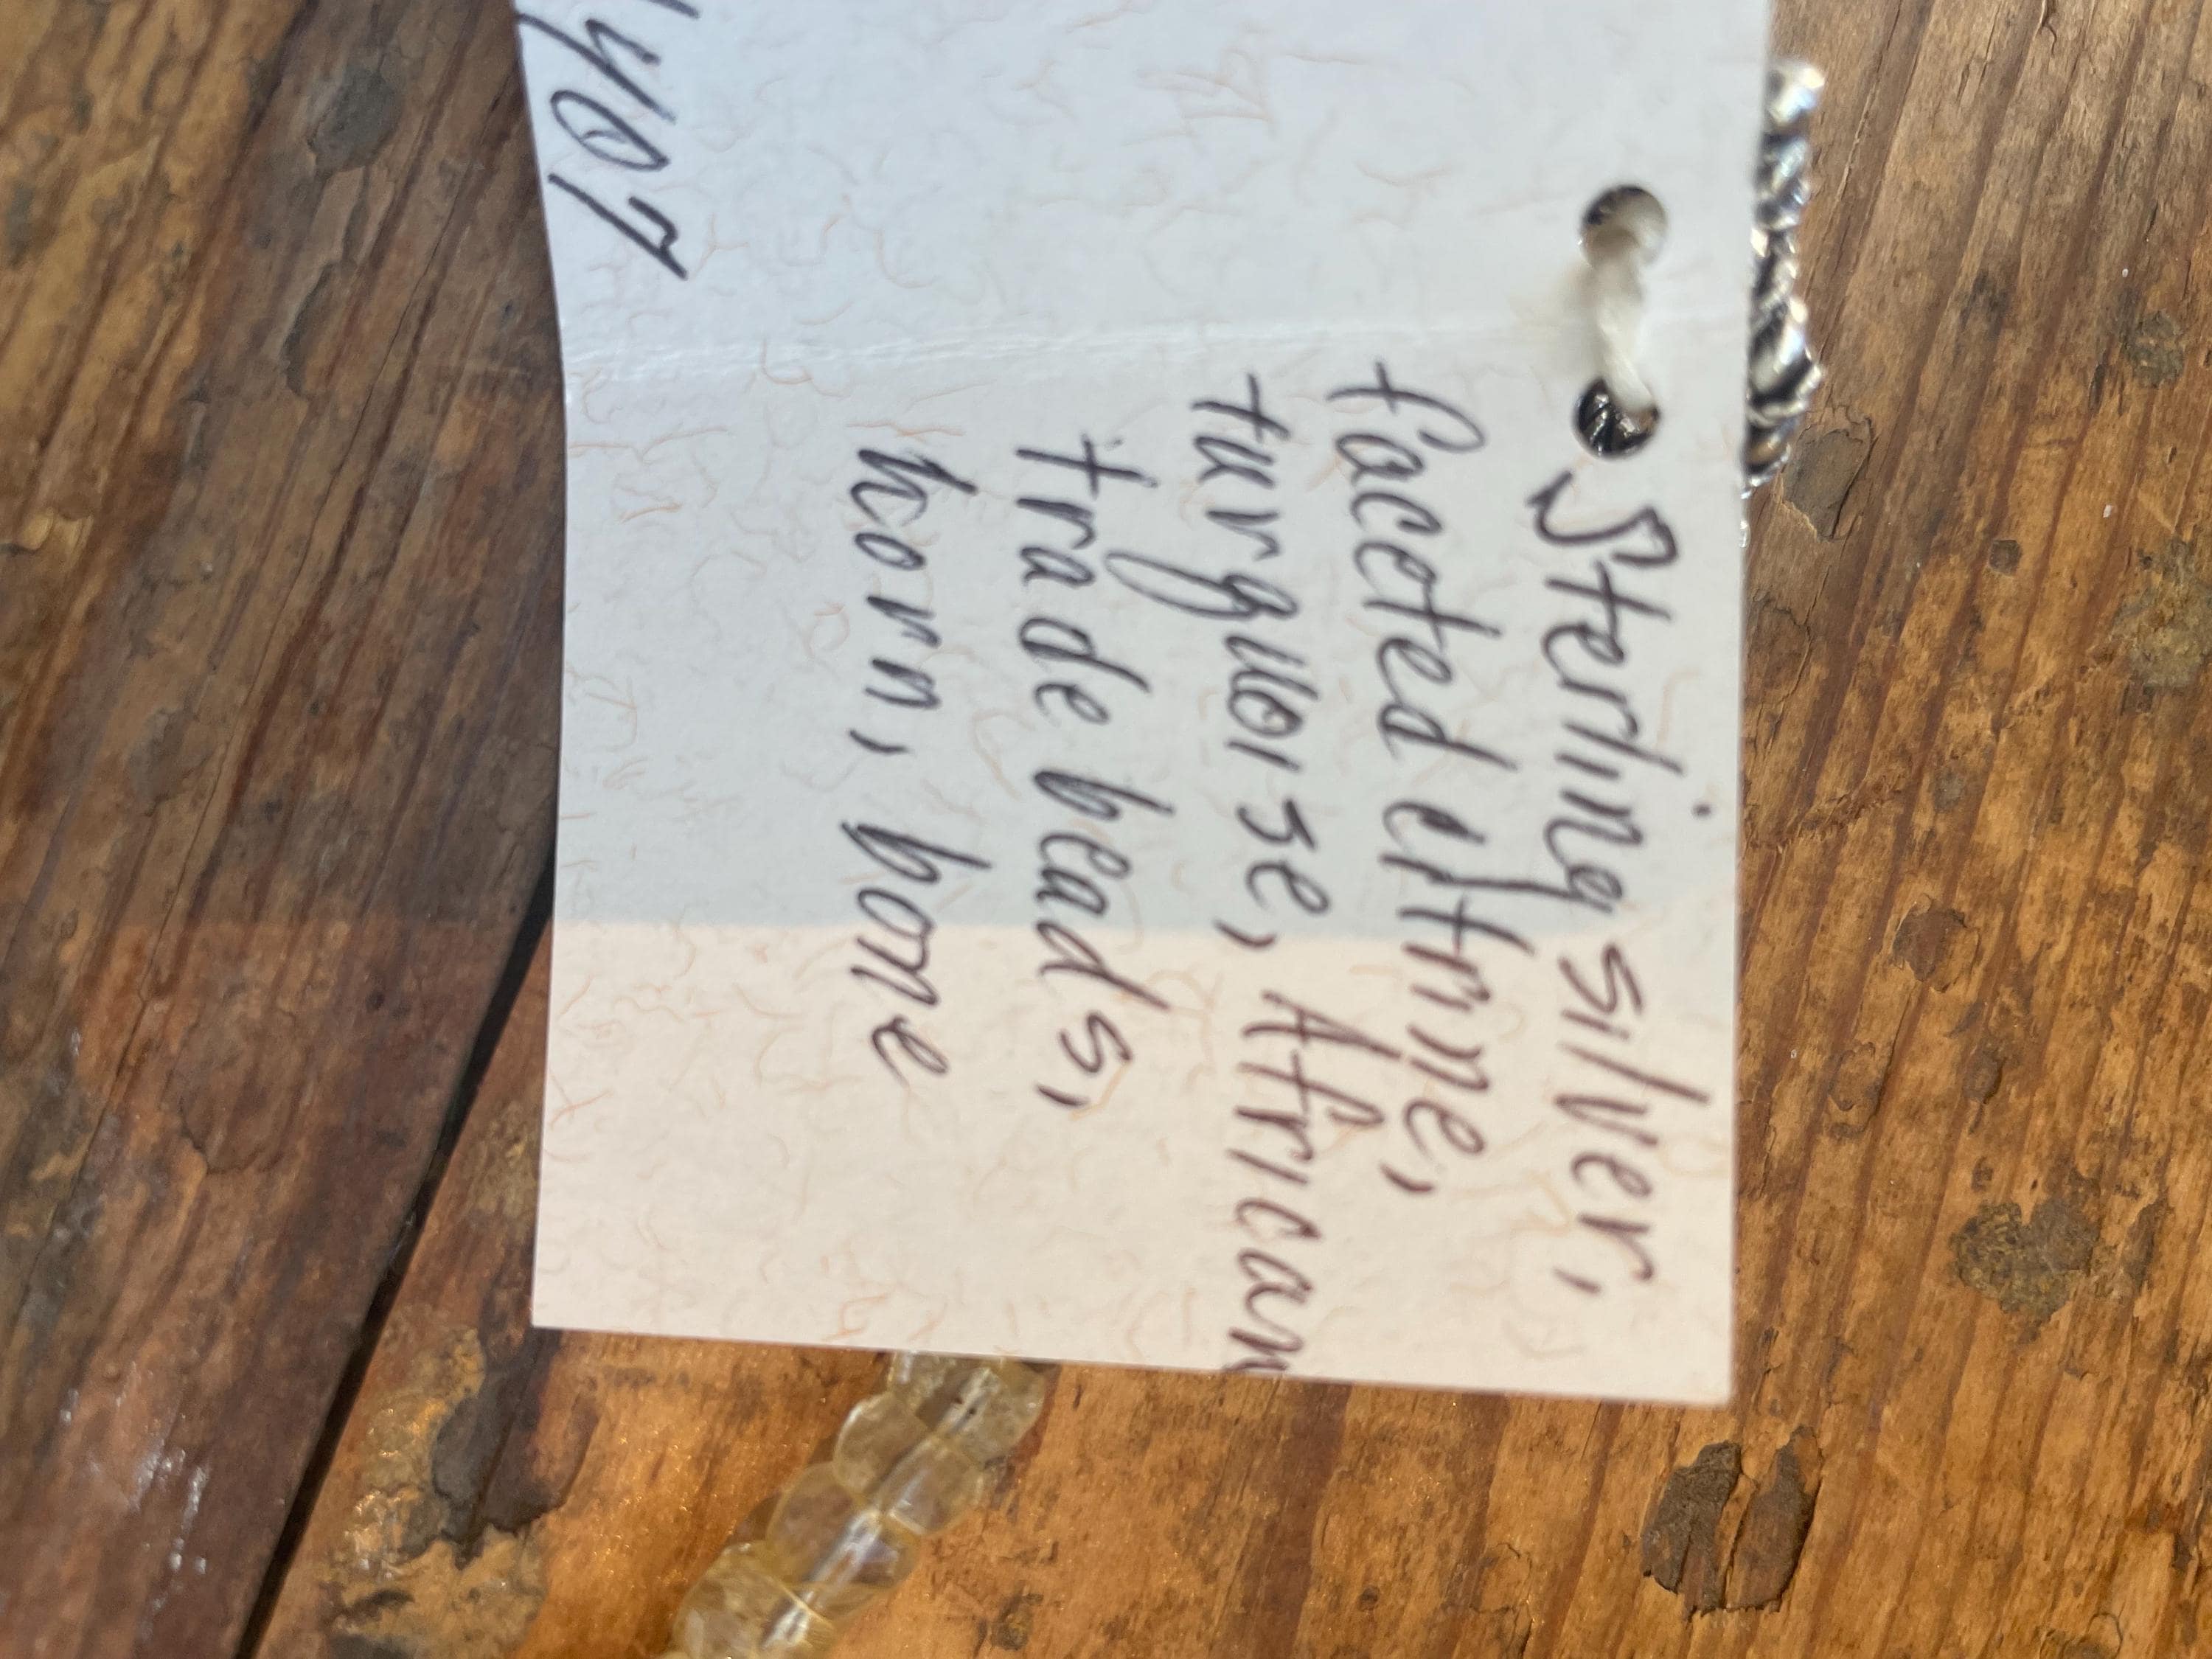 Sterling silver,
faceted citrine,
turquoise, African
trade beads,
horn, bone